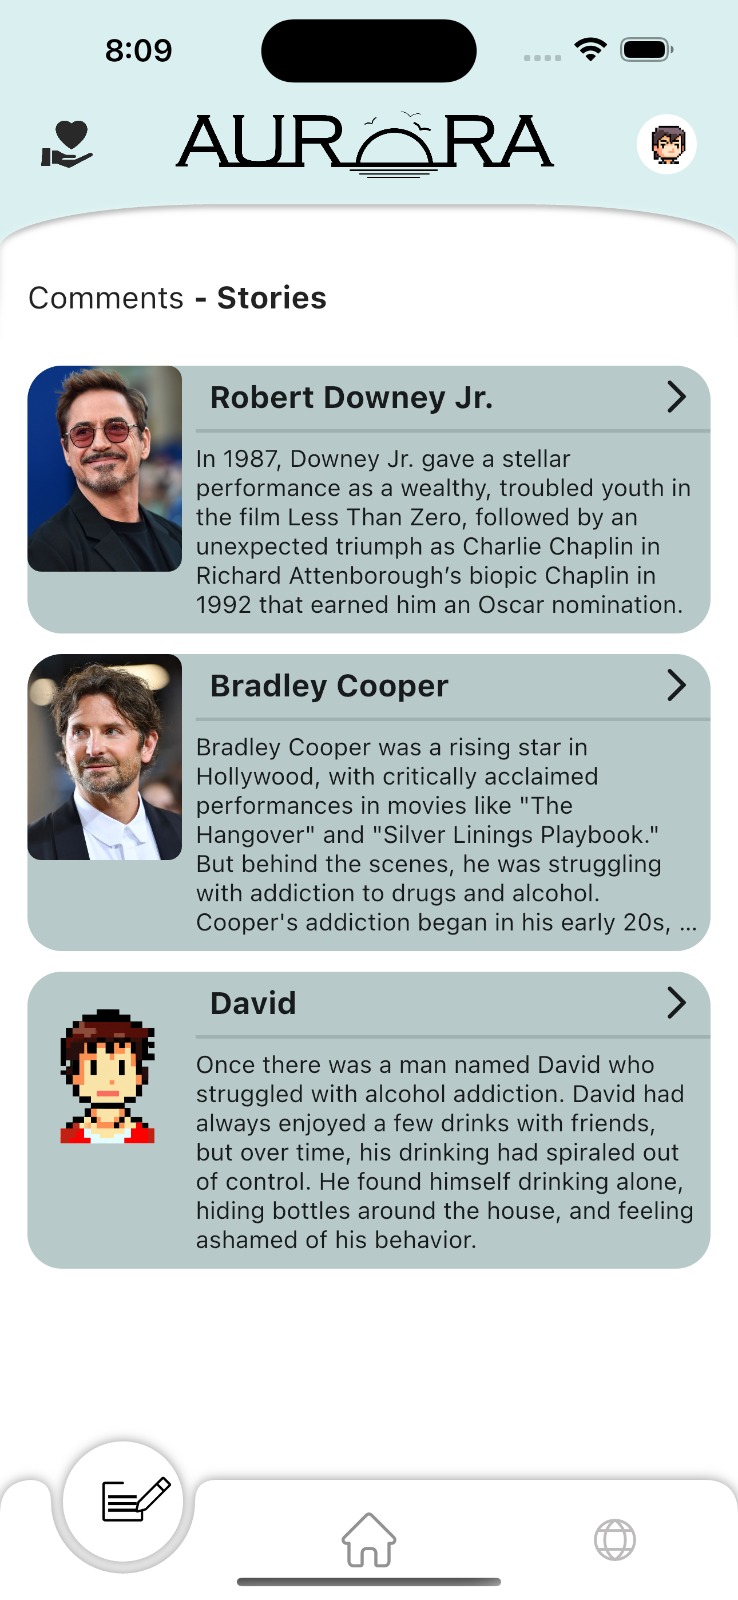 8:09
AURORA
Comments - Stories
Robert Downey Jr.
In 1987, Downey Jr. gave a stellar
performance as a wealthy, troubled youth in
the film Less Than Zero, followed by an
unexpected triumph as Charlie Chaplin in
Richard Attenborough’s biopic Chaplin in
1992 that earned him an Oscar nomination.
Bradley Cooper
Bradley Cooper was a rising star in
Hollywood, with critically acclaimed
performances in movies like "The
Hangover" and "Silver Linings Playbook."
But behind the scenes, he was struggling
with addiction to drugs and alcohol.
Cooper's addiction began in his early 20s, ...
David
Once there was a man named David who
struggled with alcohol addiction. David had
always enjoyed a few drinks with friends,
but over time, his drinking had spiraled out
of control. He found himself drinking alone,
hiding bottles around the house, and feeling
ashamed of his behavior.